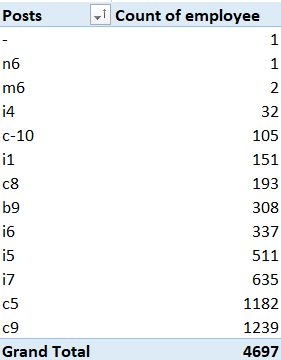 Posts Count of employee
- 1
n6 1
m6 2
i4 32
c-10 105
i1 151
c8 193
b9 308
i6 337
i5 511
i7 635
c5 1182
c9 1239
Grand Total 4697